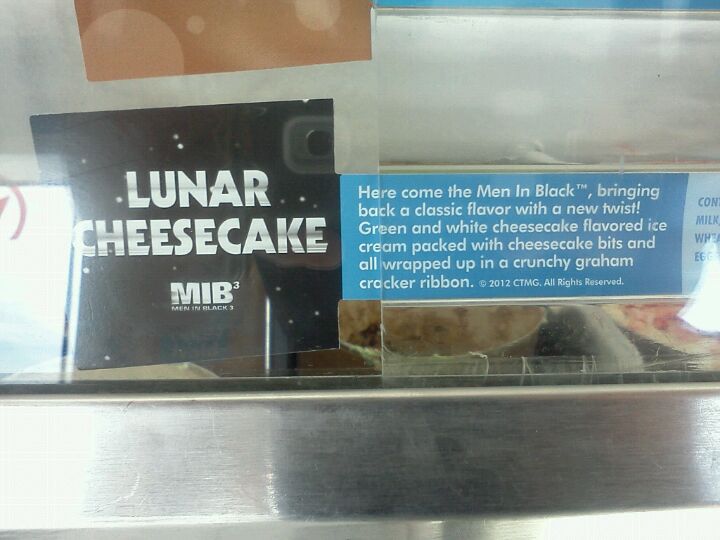 LUNAR
CHEESECAKE
MIB3
MEN IN BLACK 3
Here come the Men In Black™, bringing
back a classic flavor with a new twist!
Green and white cheesecake flavored ice
cream packed with cheesecake bits and
all wrapped up in a crunchy graham
cracker ribbon. © 2012 CTMG. All Rights Reserved.
MILK,